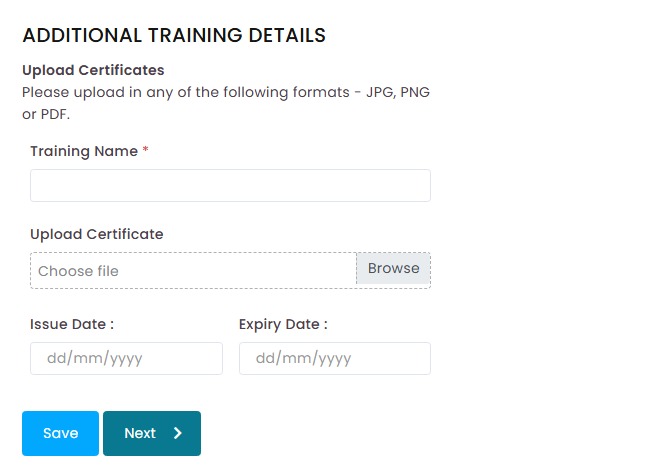 ADDITIONAL TRAINING DETAILS
Upload Certificates
Please upload in any of the following formats - JPG, PNG
or PDF.
Training Name *
Upload Certificate
Choose file Browse
Issue Date : Expiry Date :
dd/mm/yyyy dd/mm/yyyy
Save Next